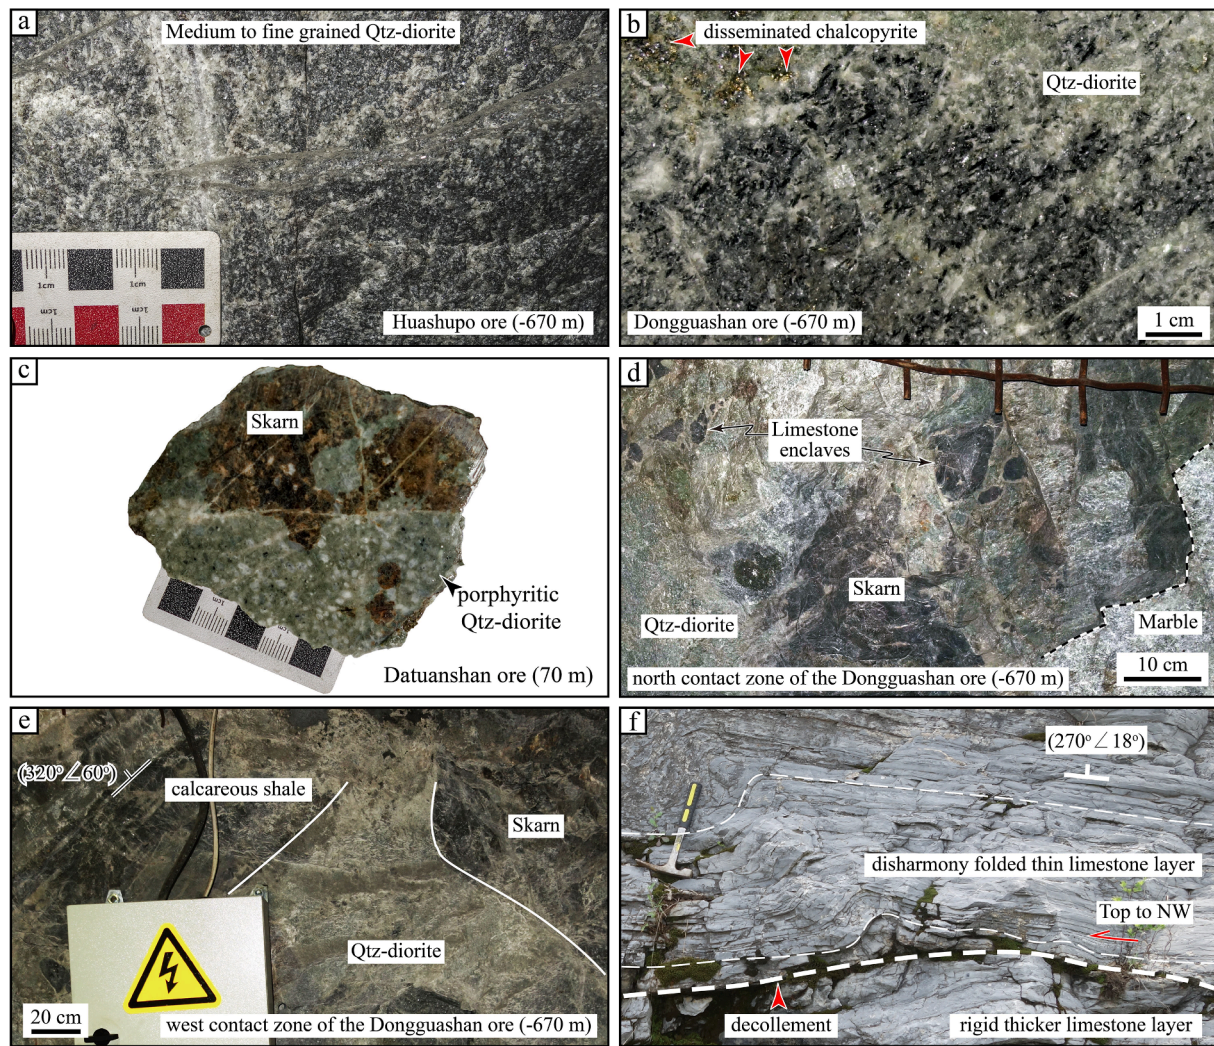 a
Medium to fine grained Qtz-diorite
1cm
1cm
1cm
1cm
Huashupo ore (-670 m)
b
disseminated chalcopyrite
Qtz-diorite
Dongguashan ore (-670 m)
1 cm
c
Skarn
porphyritic
Qtz-diorite
1cm
1cm
Datuanshan ore (70 m)
d
Limestone
enclaves
Skarn
Qtz-diorite
Marble
10 cm
north contact zone of the Dongguashan ore (-670 m)
e
(320°∠60°)
calcareous shale
Skarn
Qtz-diorite
20 cm
west contact zone of the Dongguashan ore (-670 m)
f
(270°∠18°)
disharmony folded thin limestone layer
Top to NW
decollement
rigid thicker limestone layer